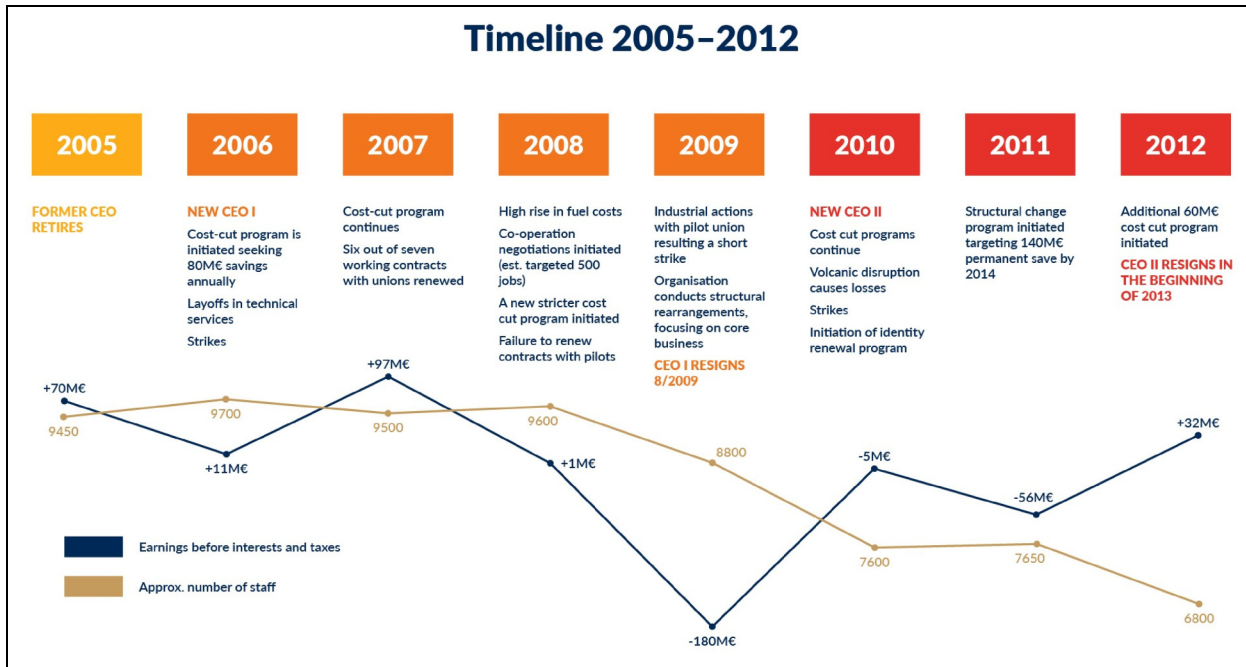 Timeline 2005–2012
2005
2006
2007
2008
2009
2010
2011
2012
FORMER CEO
RETIRES
NEW CEO I
Cost-cut program is
initiated seeking
80M€ savings
annually
Layoffs in technical
services
Strikes
Cost-cut program
continues
Six out of seven
working contracts
with unions renewed
High rise in fuel costs
Co-operation
negotiations initiated
(est. targeted 500
jobs)
A new stricter cost
cut program initiated
Failure to renew
contracts with pilots
Industrial actions
with pilot union
resulting a short
strike
Organisation
conducts structural
rearrangements,
focusing on core
business
CEO I RESIGNS
8/2009
NEW CEO II
Cost cut programs
continue
Volcanic disruption
causes losses
Strikes
Initiation of identity
renewal program
Structural change
program initiated
targeting 140M€
permanent save by
2014
Additional 60M€
cost cut program
initiated
CEO II RESIGNS IN
THE BEGINNING
OF 2013
+70M€
9450
9700
+11M€
+97M€
9500
9600
+1M€
8800
-180M€
-5M€
7600
-56M€
7650
+32M€
6800
Earnings before interests and taxes
Approx. number of staff